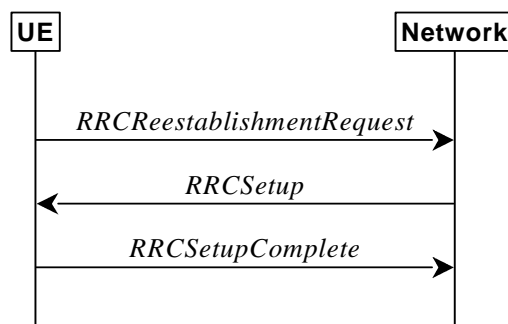 UE
Network
RRCReestablishmentRequest
RRCSetup
RRCSetupComplete